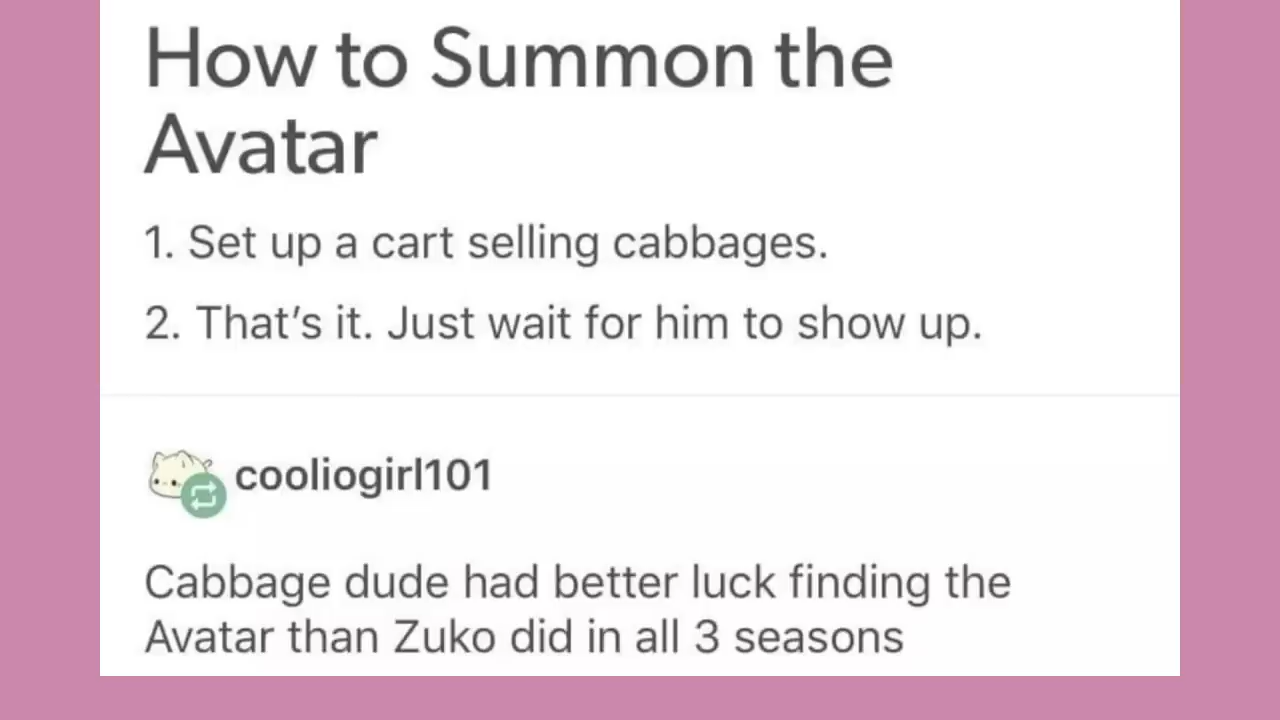 How to Summon the
Avatar
1. Set up a cart selling cabbages.
2. That’s it. Just wait for him to show up.
cooliogirl101
Cabbage dude had better luck finding the
Avatar than Zuko did in all 3 seasons